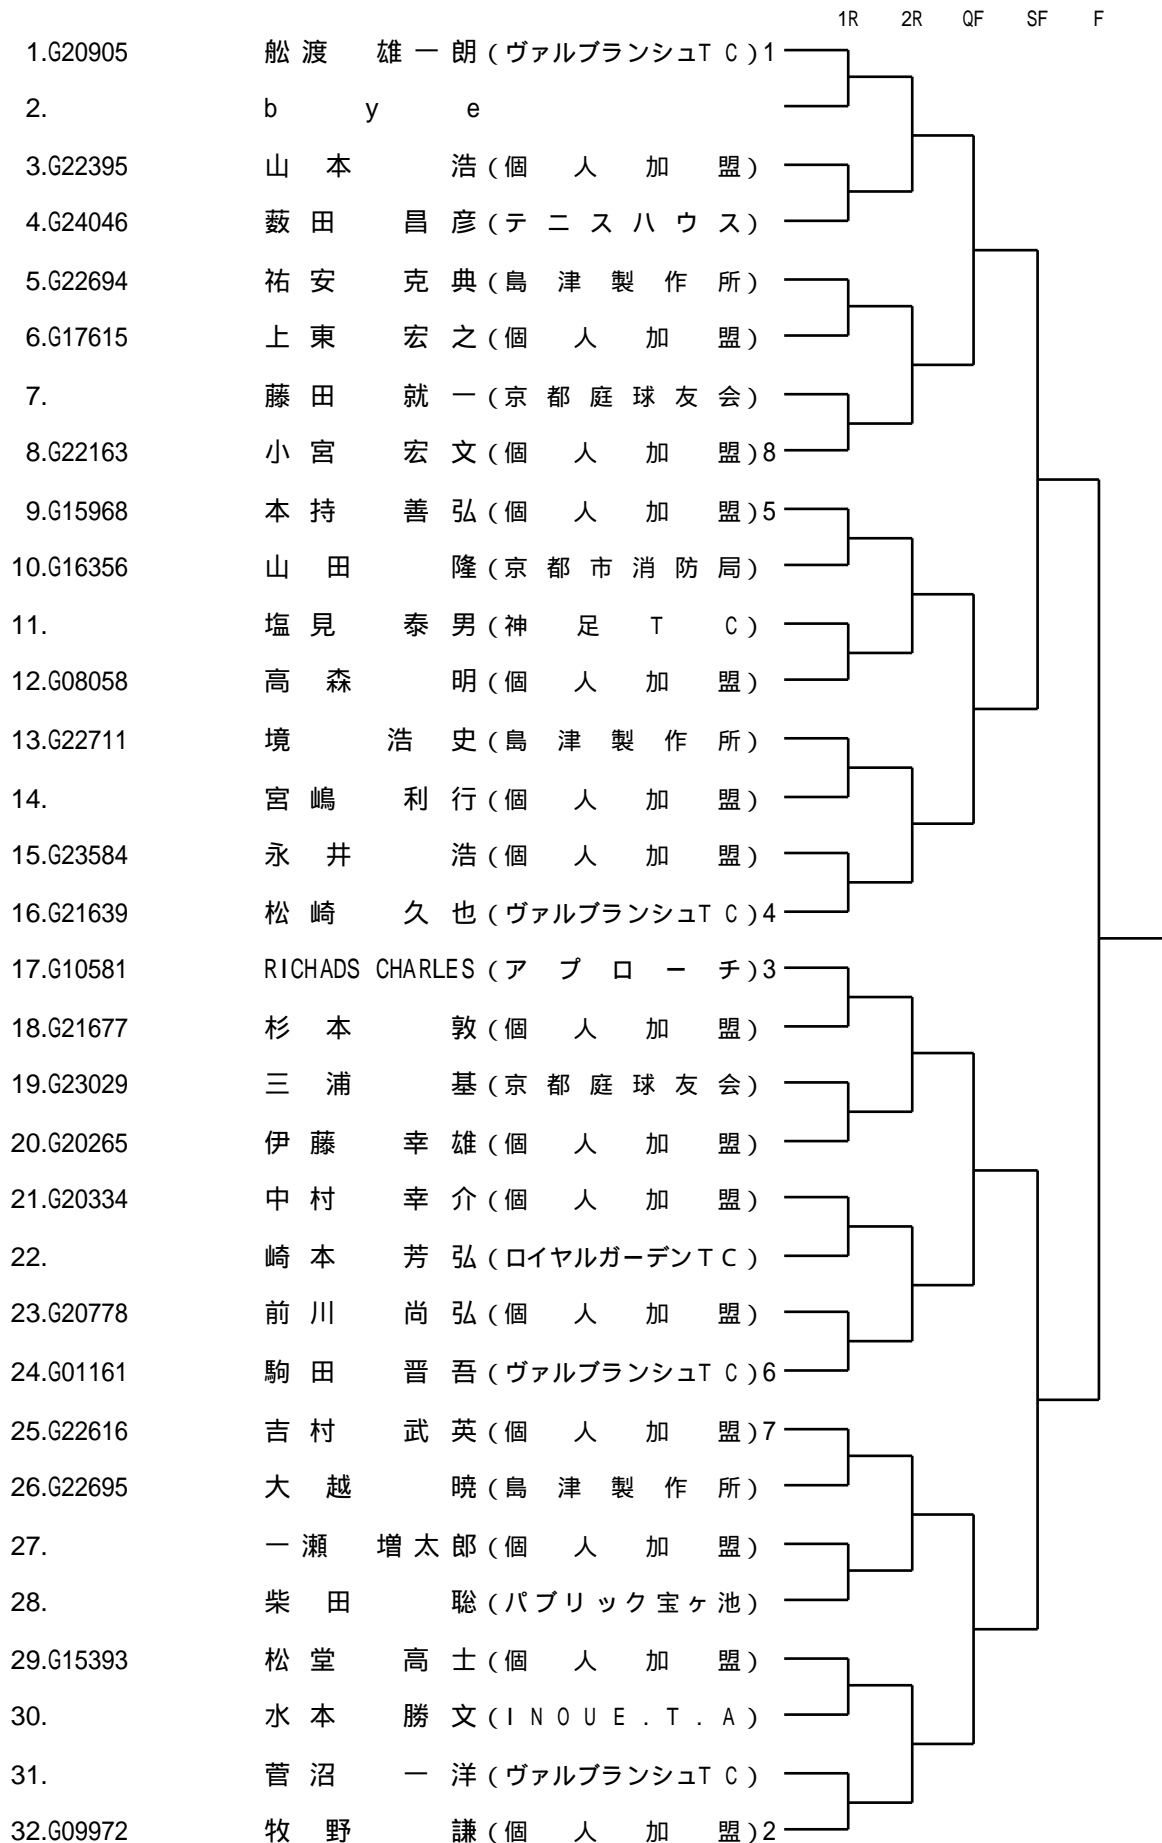 1R 2R QF SF F
1.G20905 舩渡 雄一朗(ヴァルブランシュTC)1
2. bye
3.G22395 山本 浩(個人加盟)
4.G24046 薮田 昌彦(テニスハウス)
5.G22694 祐安 克典(島津製作所)
6.G17615 上東 宏之(個人加盟)
7. 藤田 就一(京都庭球友会)
8.G22163 小宮 宏文(個人加盟)8
9.G15968 本持 善弘(個人加盟)5
10.G16356 山田 隆(京都市消防局)
11. 塩見 泰男(神足TC)
12.G08058 高森 明(個人加盟)
13.G22711 境 浩史(島津製作所)
14. 宮嶋 利行(個人加盟)
15.G23584 永井 浩(個人加盟)
16.G21639 松崎 久也(ヴァルブランシュTC)4
17.G10581 RICHADS CHARLES(アプローチ)3
18.G21677 杉本 敦(個人加盟)
19.G23029 三浦 基(京都庭球友会)
20.G20265 伊藤 幸雄(個人加盟)
21.G20334 中村 幸介(個人加盟)
22. 崎本 芳弘(ロイヤルガーデンTC)
23.G20778 前川 尚弘(個人加盟)
24.G01161 駒田 晋吾(ヴァルブランシュTC)6
25.G22616 吉村 武英(個人加盟)7
26.G22695 大越 暁(島津製作所)
27. 一瀬 増太郎(個人加盟)
28. 柴田 聡(パブリック宝ヶ池)
29.G15393 松堂 高士(個人加盟)
30. 水本 勝文(INOUE.T.A)
31. 菅沼 一洋(ヴァルブランシュTC)
32.G09972 牧野 謙(個人加盟)2